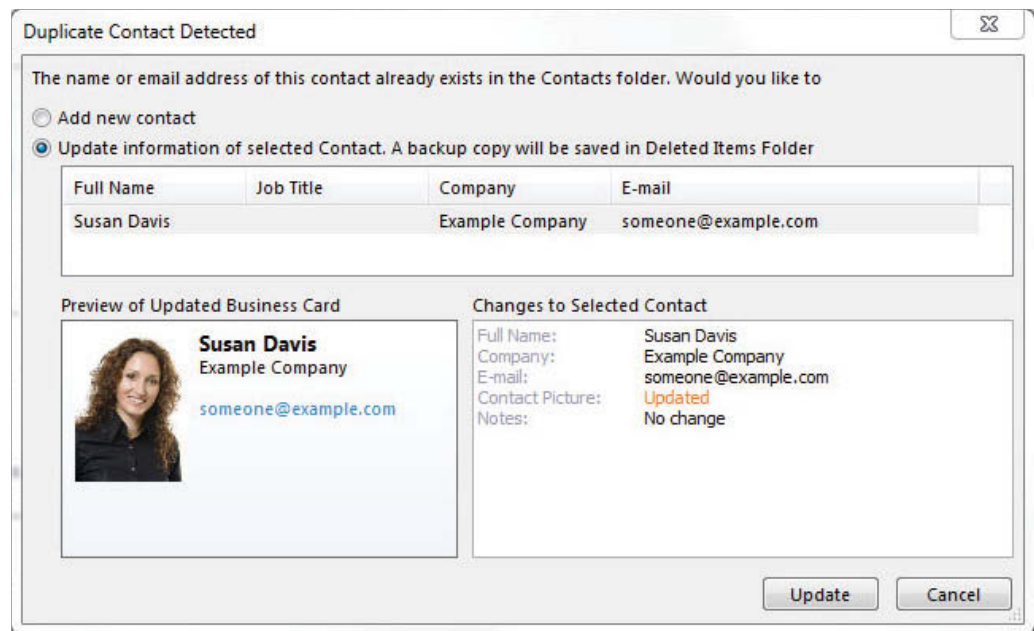 Duplicate Contact Detected
The name or email address of this contact already exists in the Contacts folder. Would you like to
Add new contact
Update information of selected Contact. A backup copy will be saved in Deleted Items Folder
Full Name Job Title Company E-mail
Susan Davis Example Company someone@example.com
Preview of Updated Business Card
Susan Davis
Example Company
someone@example.com
Changes to Selected Contact
Full Name: Susan Davis
Company: Example Company
E-mail: someone@example.com
Contact Picture: Updated
Notes: No change
Update Cancel